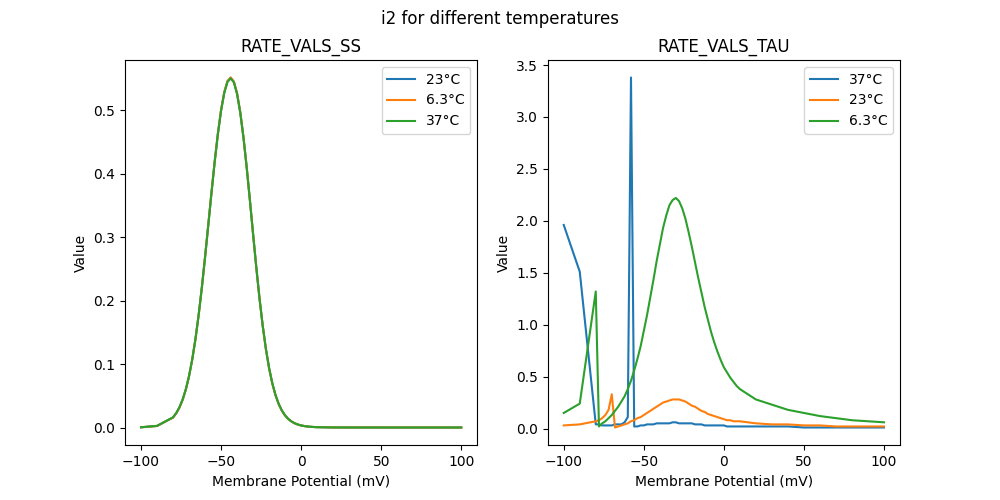 i2 for different temperatures
RATE_VALS_SS
23°C
6.3°C
37°C
Value
0.5
0.4
0.3
0.2
0.1
0.0
−100
−50
0
50
100
Membrane Potential (mV)
RATE_VALS_TAU
37°C
23°C
6.3°C
Value
3.5
3.0
2.5
2.0
1.5
1.0
0.5
0.0
−100
−50
0
50
100
Membrane Potential (mV)